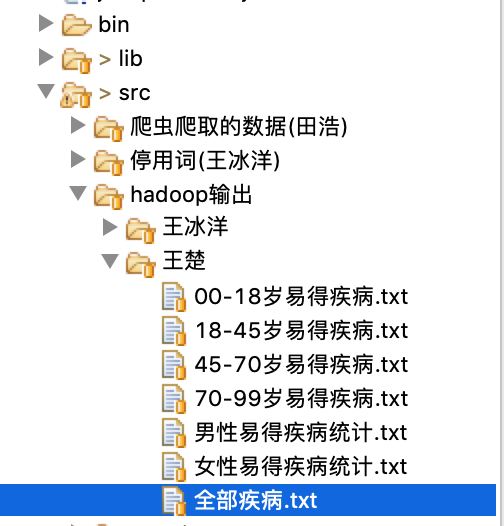 bin
> lib
> src
爬虫爬取的数据(田浩)
停用词(王冰洋)
hadoop输出
王冰洋
王楚
00-18岁易得疾病.txt
18-45岁易得疾病.txt
45-70岁易得疾病.txt
70-99岁易得疾病.txt
男性易得疾病统计.txt
女性易得疾病统计.txt
全部疾病.txt